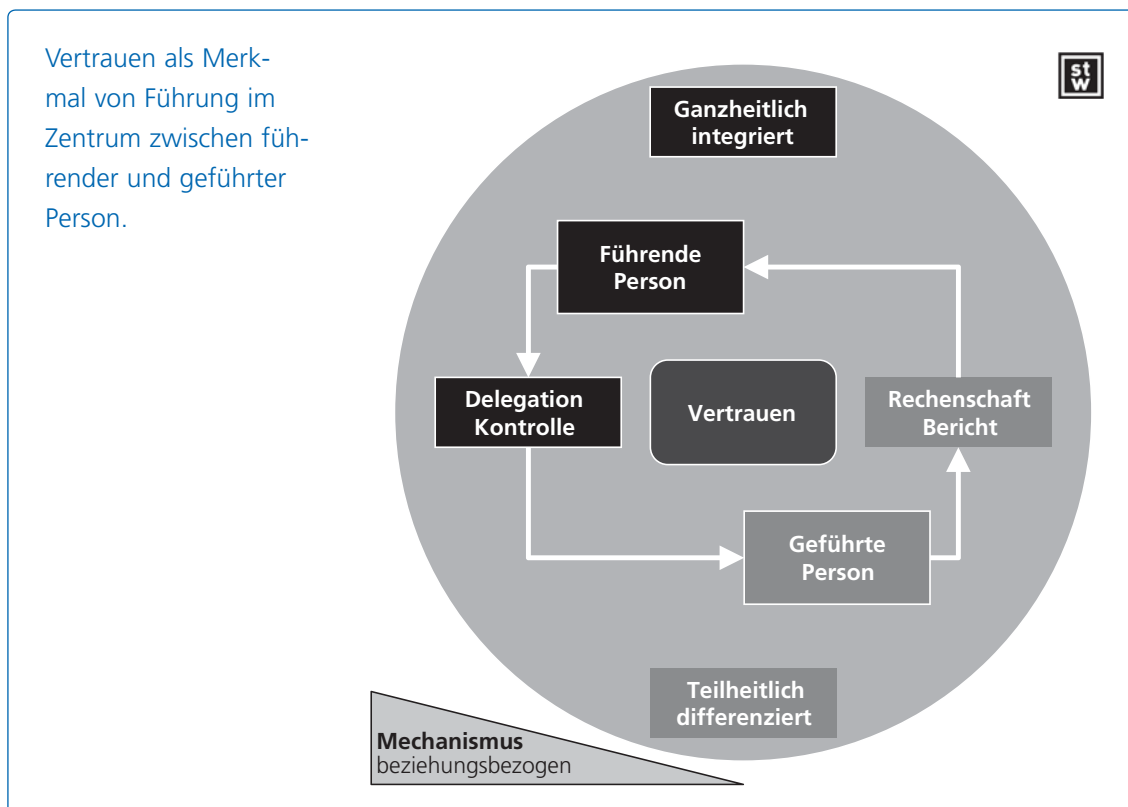 Vertrauen als Merk-
mal von Führung im
Zentrum zwischen füh-
render und geführter
Person.
st
w
Ganzheitlich
integriert
Führende
Person
Delegation
Kontrolle
Vertrauen
Rechenschaft
Bericht
Geführte
Person
Teilheitlich
differenziert
Mechanismus
beziehungsbezogen